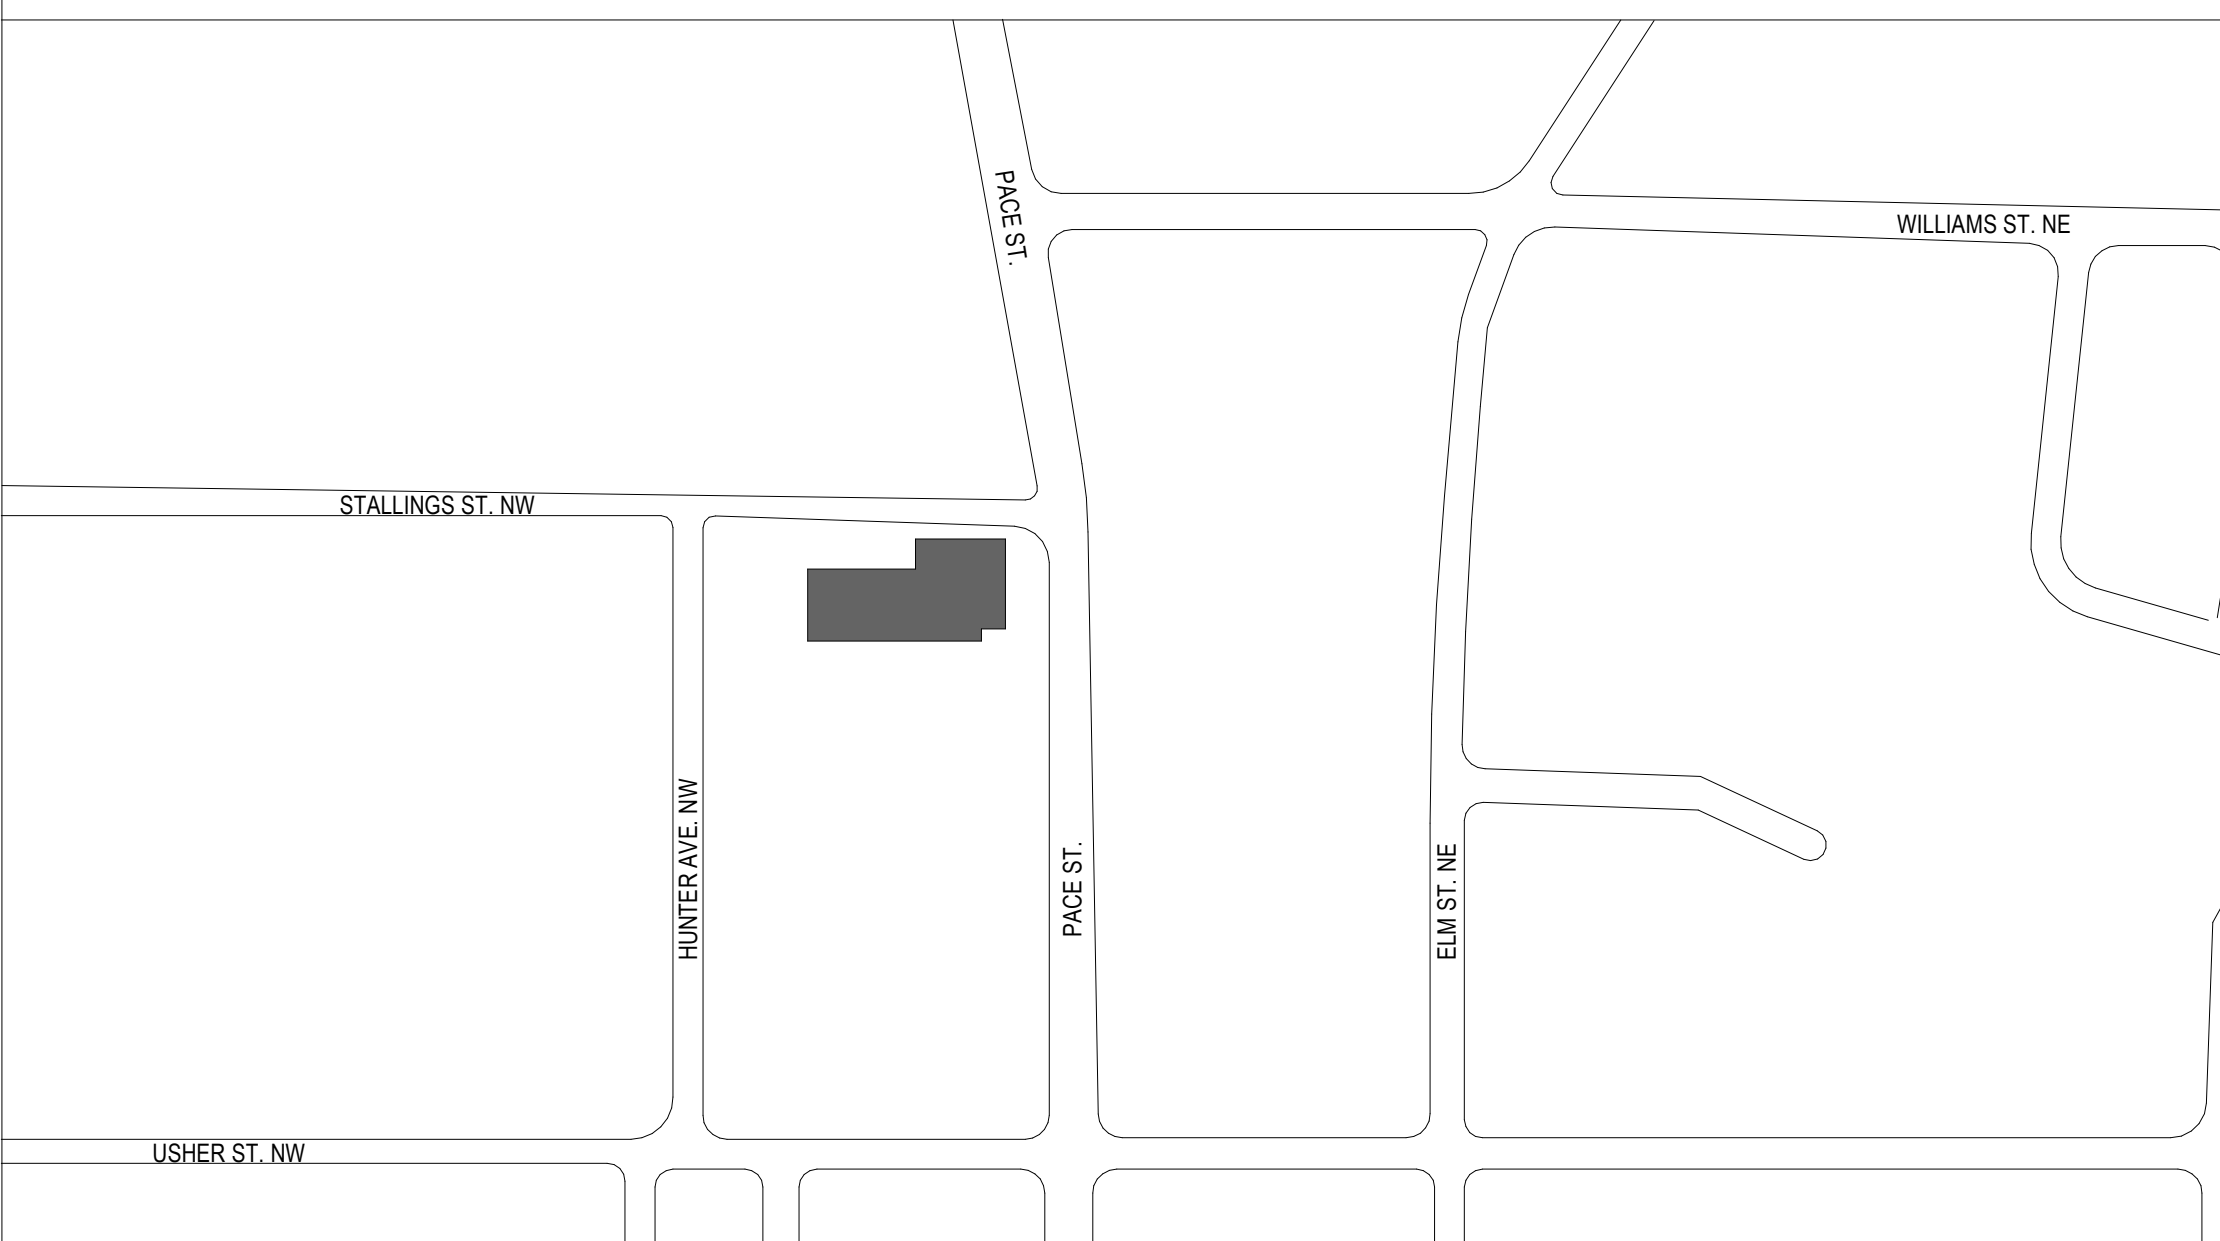 PACE ST.
WILLIAMS ST. NE
STALLINGS ST. NW
HUNTER AVE. NW
PACE ST.
ELM ST. NE
USHER ST. NW